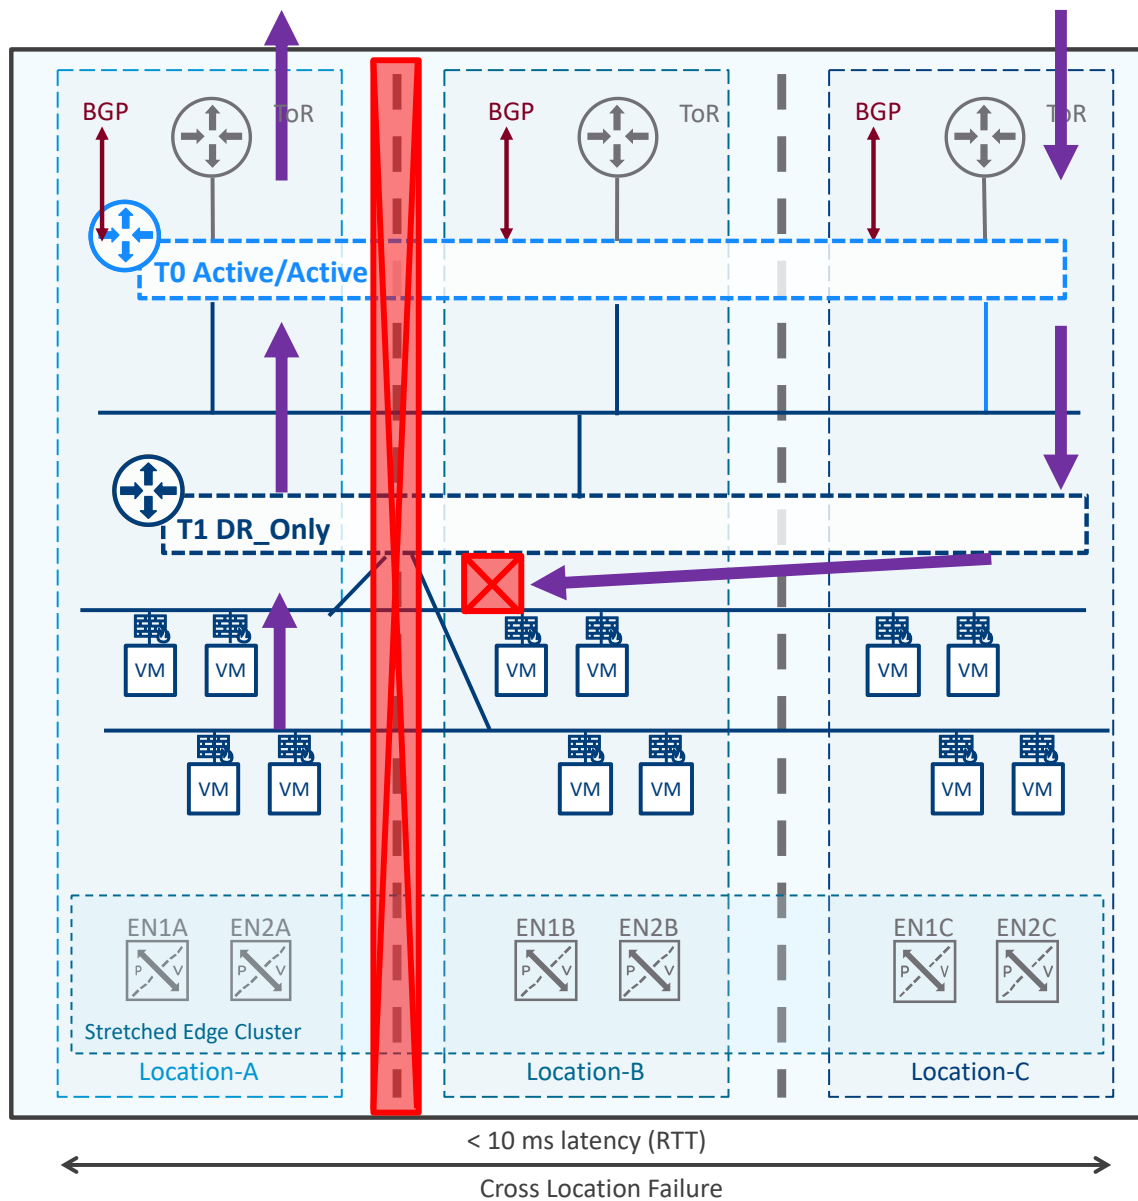 BGP
ToR
BGP
ToR
BGP
ToR
T0 Active/Active
T1 DR_Only
VM
VM
VM
VM
VM
VM
VM
VM
VM
VM
VM
VM
EN1A
EN2A
EN1B
EN2B
EN1C
EN2C
P V
P V
P V
P V
P V
P V
Stretched Edge Cluster
Location-A
Location-B
Location-C
< 10 ms latency (RTT)
Cross Location Failure